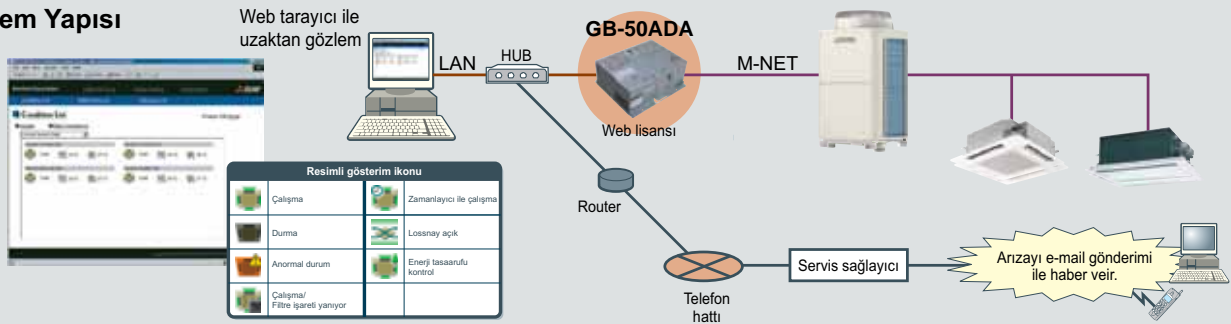 em Yapısı
Web tarayıcı ile
uzaktan gözlem
LAN
HUB
GB-50ADA
Web lisansı
M-NET
Condition List
Resimli gösterim ikonu
Çalışma
Zamanlayıcı ile çalışma
Durma
Lossnay açık
Anormal durum
Enerji tasaarufu
kontrol
Çalışma/
Filtre işareti yanıyor
Router
Telefon
hattı
Servis sağlayıcı
Arızayı e-mail gönderimi
ile haber veir.